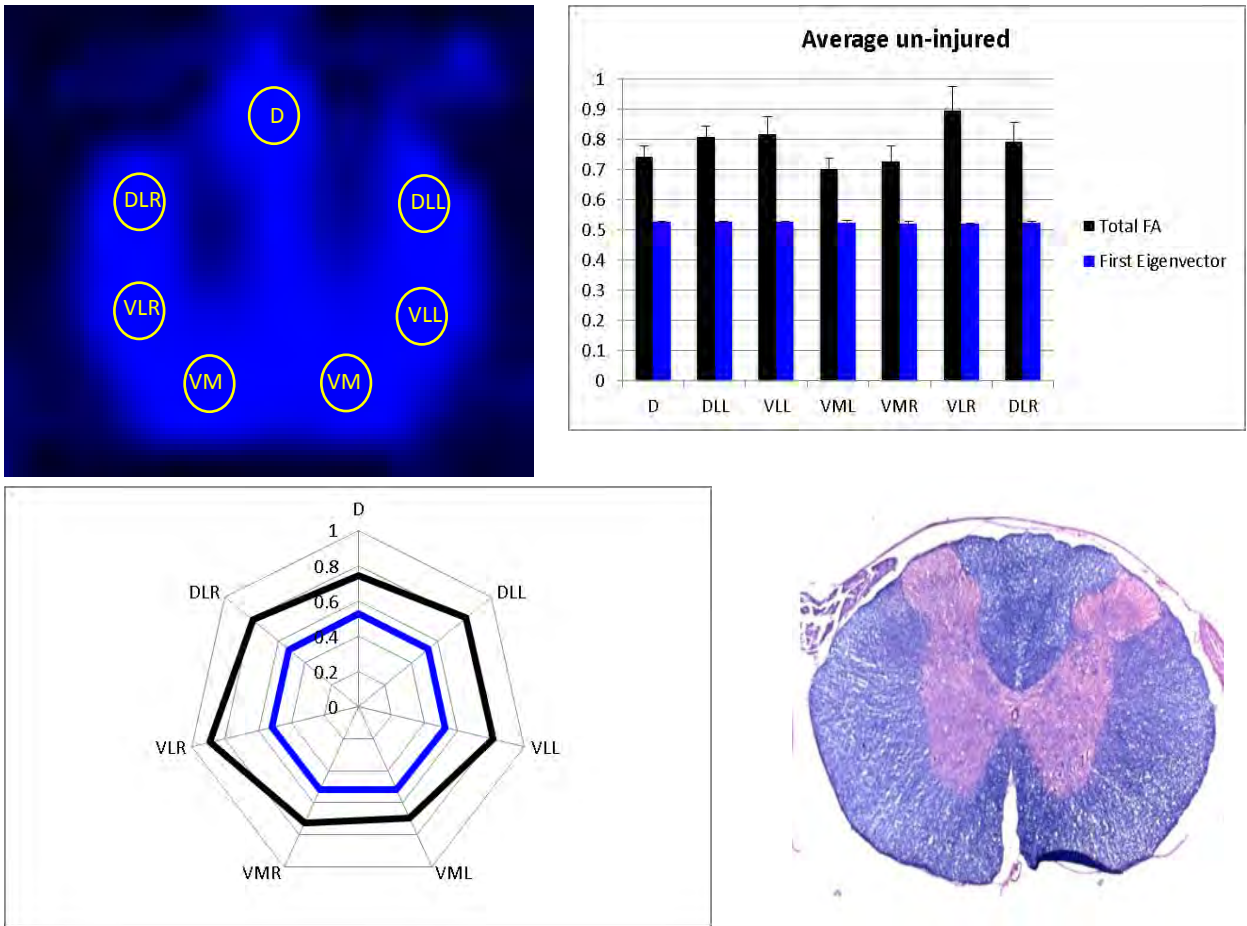 D
DLR
DLL
VLR
VLL
VM
VM
Average un-injured
1
0.9
0.8
0.7
0.6
0.5
0.4
0.3
0.2
0.1
0
D DLL VLL VML VMR VLR DLR
Total FA
First Eigenvector
D
1
0.8
0.6
0.4
0.2
0
DLR
DLL
VLR
VLL
VMR
VML